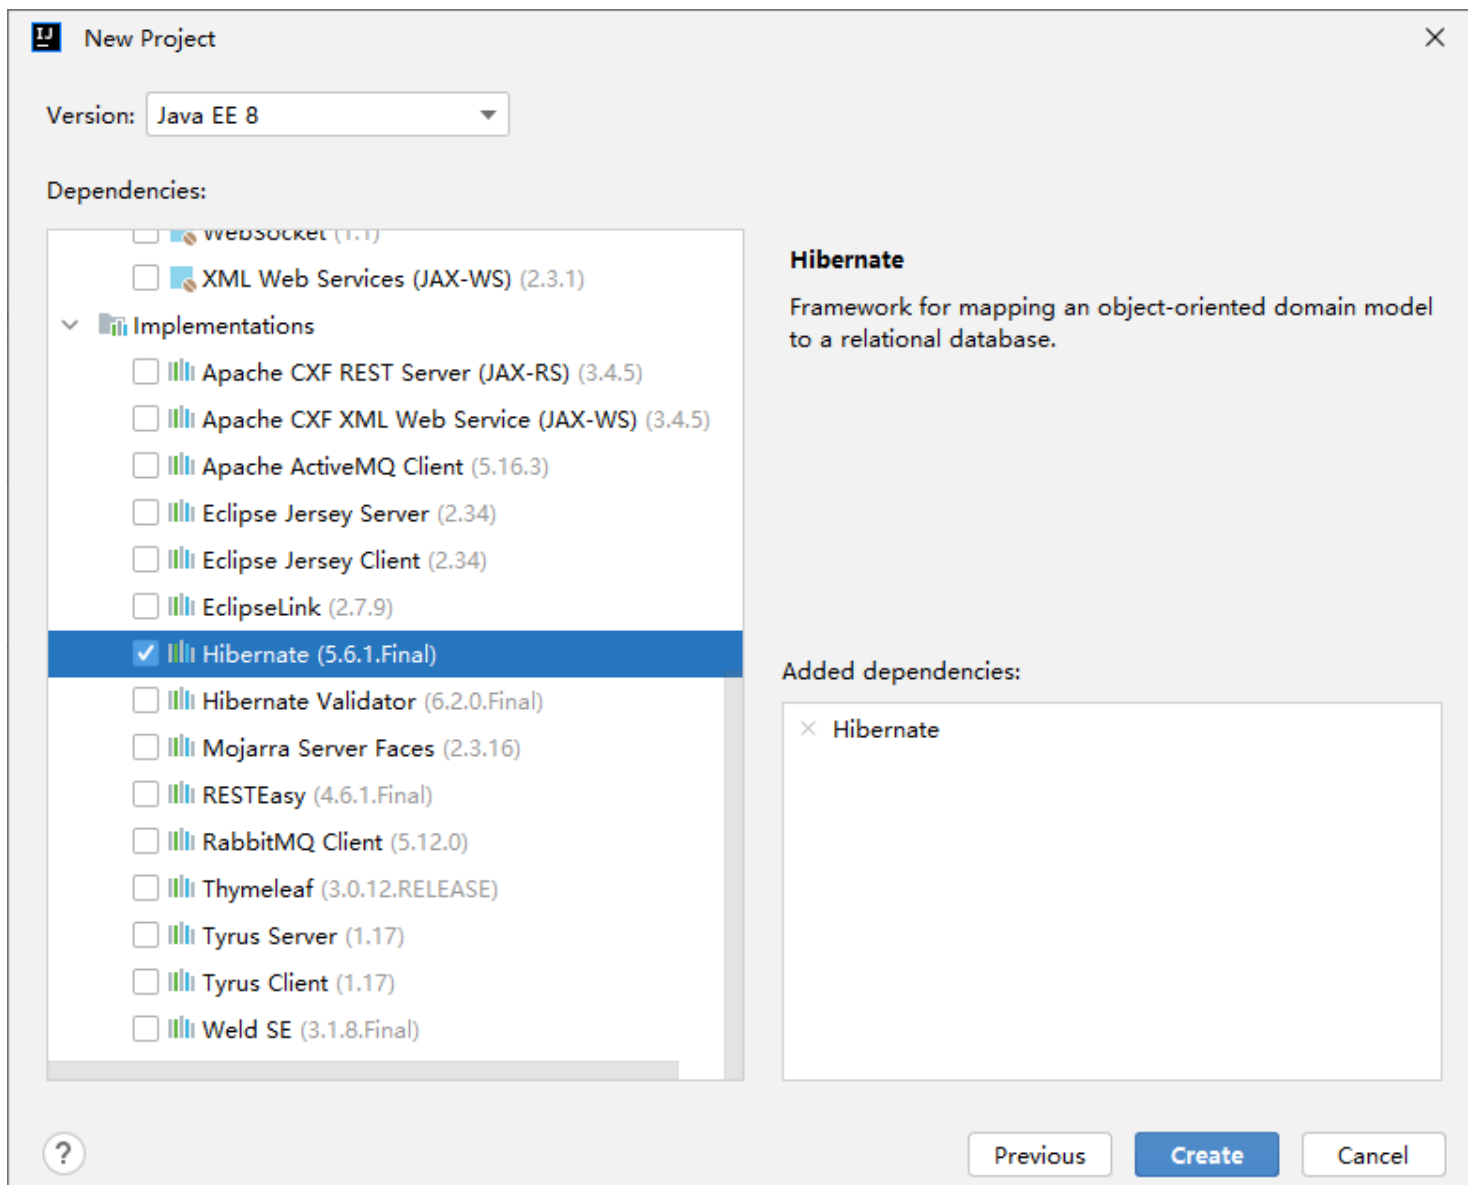 IJ
New Project
Version: Java EE 8
Dependencies:
WebSocket (1.1)
XML Web Services (JAX-WS) (2.3.1)
Implementations
Apache CXF REST Server (JAX-RS) (3.4.5)
Apache CXF XML Web Service (JAX-WS) (3.4.5)
Apache ActiveMQ Client (5.16.3)
Eclipse Jersey Server (2.34)
Eclipse Jersey Client (2.34)
EclipseLink (2.7.9)
Hibernate (5.6.1.Final)
Hibernate Validator (6.2.0.Final)
Mojarra Server Faces (2.3.16)
RESTEasy (4.6.1.Final)
RabbitMQ Client (5.12.0)
Thymeleaf (3.0.12.RELEASE)
Tyrus Server (1.17)
Tyrus Client (1.17)
Weld SE (3.1.8.Final)
Hibernate
Framework for mapping an object-oriented domain model
to a relational database.
Added dependencies:
Hibernate
?
Previous
Create
Cancel